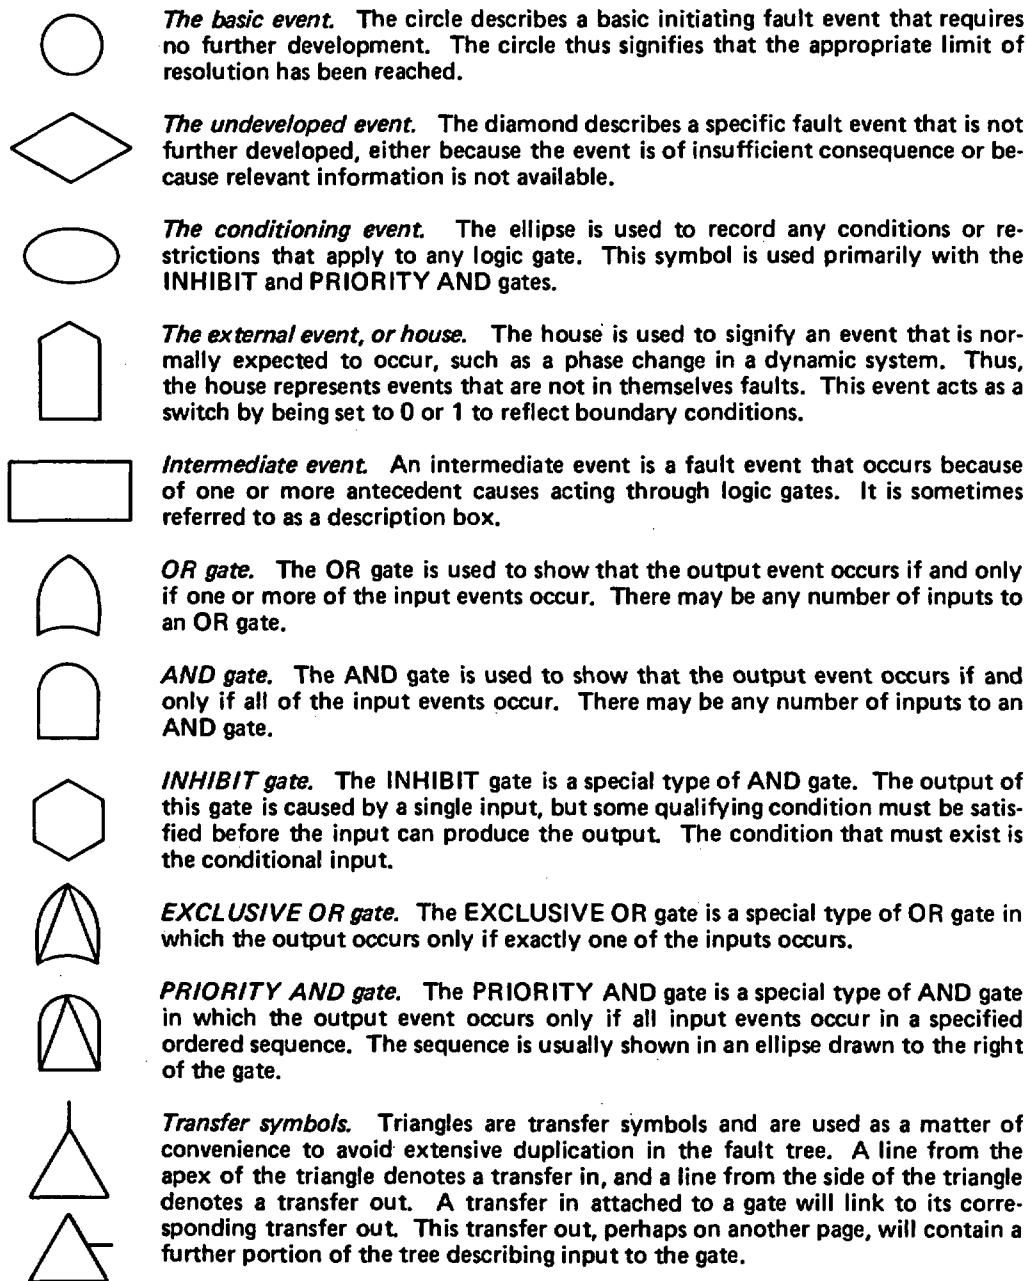 The basic event. The circle describes a basic initiating fault event that requires
no further development. The circle thus signifies that the appropriate limit of
resolution has been reached.
The undeveloped event. The diamond describes a specific fault event that is not
further developed, either because the event is of insufficient consequence or be-
cause relevant information is not available.
The conditioning event. The ellipse is used to record any conditions or re-
strictions that apply to any logic gate. This symbol is used primarily with the
INHIBIT and PRIORITY AND gates.
The external event, or house. The house is used to signify an event that is nor-
mally expected to occur, such as a phase change in a dynamic system. Thus,
the house represents events that are not in themselves faults. This event acts as a
switch by being set to 0 or 1 to reflect boundary conditions.
Intermediate event. An intermediate event is a fault event that occurs because
of one or more antecedent causes acting through logic gates. It is sometimes
referred to as a description box.
OR gate. The OR gate is used to show that the output event occurs if and only
if one or more of the input events occur. There may be any number of inputs to
an OR gate.
AND gate. The AND gate is used to show that the output event occurs if and
only if all of the input events occur. There may be any number of inputs to an
AND gate.
INHIBIT gate. The INHIBIT gate is a special type of AND gate. The output of
this gate is caused by a single input, but some qualifying condition must be satis-
fied before the input can produce the output. The condition that must exist is
the conditional input.
EXCLUSIVE OR gate. The EXCLUSIVE OR gate is a special type of OR gate in
which the output occurs only if exactly one of the inputs occurs.
PRIORITY AND gate. The PRIORITY AND gate is a special type of AND gate
in which the output event occurs only if all input events occur in a specified
ordered sequence. The sequence is usually shown in an ellipse drawn to the right
of the gate.
Transfer symbols. Triangles are transfer symbols and are used as a matter of
convenience to avoid extensive duplication in the fault tree. A line from the
apex of the triangle denotes a transfer in, and a line from the side of the triangle
denotes a transfer out. A transfer in attached to a gate will link to its corre-
sponding transfer out. This transfer out, perhaps on another page, will contain a
further portion of the tree describing input to the gate.